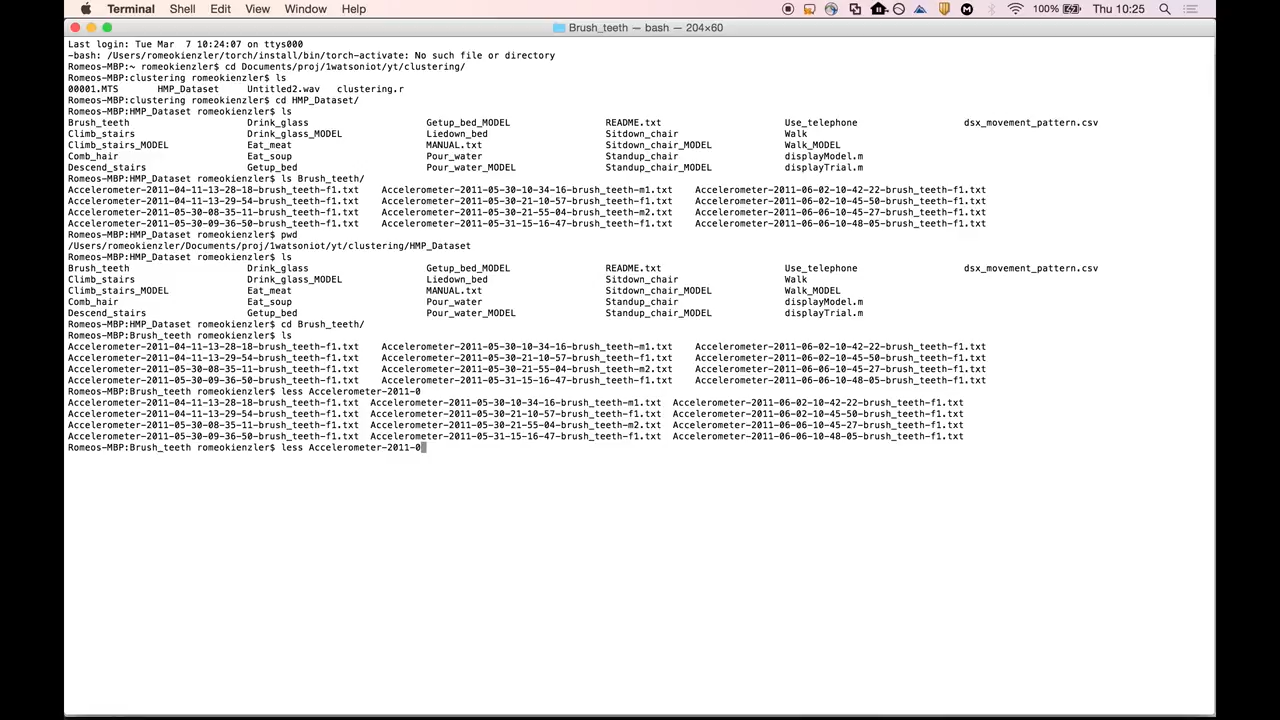 Terminal Shell Edit View Window Help 100% Thu 10:25
Brush_teeth — bash — 204×60
Last login: Tue Mar  7 10:24:07 on ttys000
-bash: /Users/romeokienzler/torch/install/bin/torch-activate: No such file or directory
Romeos-MBP:~ romeokienzler$ cd Documents/proj/1watsoniot/yt/clustering/
Romeos-MBP:clustering romeokienzler$ ls
00001.MTS HMP_Dataset Untitled2.wav clustering.r
Romeos-MBP:clustering romeokienzler$ cd HMP_Dataset/
Romeos-MBP:HMP_Dataset romeokienzler$ ls
Brush_teeth Drink_glass Getup_bed_MODEL README.txt Use_telephone dsx_movement_pattern.csv
Climb_stairs Drink_glass_MODEL Liedown_bed Sitdown_chair Walk
Climb_stairs_MODEL Eat_meat MANUAL.txt Sitdown_chair_MODEL Walk_MODEL
Comb_hair Eat_soup Pour_water Standup_chair displayModel.m
Descend_stairs Getup_bed Pour_water_MODEL Standup_chair_MODEL displayTrial.m
Romeos-MBP:HMP_Dataset romeokienzler$ ls Brush_teeth/
Accelerometer-2011-04-11-13-28-18-brush_teeth-f1.txt Accelerometer-2011-05-30-10-34-16-brush_teeth-m1.txt Accelerometer-2011-06-02-10-42-22-brush_teeth-f1.txt
Accelerometer-2011-04-11-13-29-54-brush_teeth-f1.txt Accelerometer-2011-05-30-21-10-57-brush_teeth-f1.txt Accelerometer-2011-06-02-10-45-50-brush_teeth-f1.txt
Accelerometer-2011-05-30-08-35-11-brush_teeth-f1.txt Accelerometer-2011-05-30-21-55-04-brush_teeth-m2.txt Accelerometer-2011-06-06-10-45-27-brush_teeth-f1.txt
Accelerometer-2011-05-30-09-36-50-brush_teeth-f1.txt Accelerometer-2011-05-31-15-16-47-brush_teeth-f1.txt Accelerometer-2011-06-06-10-48-05-brush_teeth-f1.txt
Romeos-MBP:HMP_Dataset romeokienzler$ pwd
/Users/romeokienzler/Documents/proj/1watsoniot/yt/clustering/HMP_Dataset
Romeos-MBP:HMP_Dataset romeokienzler$ ls
Brush_teeth Drink_glass Getup_bed_MODEL README.txt Use_telephone dsx_movement_pattern.csv
Climb_stairs Drink_glass_MODEL Liedown_bed Sitdown_chair Walk
Climb_stairs_MODEL Eat_meat MANUAL.txt Sitdown_chair_MODEL Walk_MODEL
Comb_hair Eat_soup Pour_water Standup_chair displayModel.m
Descend_stairs Getup_bed Pour_water_MODEL Standup_chair_MODEL displayTrial.m
Romeos-MBP:HMP_Dataset romeokienzler$ cd Brush_teeth/
Romeos-MBP:Brush_teeth romeokienzler$ ls
Accelerometer-2011-04-11-13-28-18-brush_teeth-f1.txt Accelerometer-2011-05-30-10-34-16-brush_teeth-m1.txt Accelerometer-2011-06-02-10-42-22-brush_teeth-f1.txt
Accelerometer-2011-04-11-13-29-54-brush_teeth-f1.txt Accelerometer-2011-05-30-21-10-57-brush_teeth-f1.txt Accelerometer-2011-06-02-10-45-50-brush_teeth-f1.txt
Accelerometer-2011-05-30-08-35-11-brush_teeth-f1.txt Accelerometer-2011-05-30-21-55-04-brush_teeth-m2.txt Accelerometer-2011-06-06-10-45-27-brush_teeth-f1.txt
Accelerometer-2011-05-30-09-36-50-brush_teeth-f1.txt Accelerometer-2011-05-31-15-16-47-brush_teeth-f1.txt Accelerometer-2011-06-06-10-48-05-brush_teeth-f1.txt
Romeos-MBP:Brush_teeth romeokienzler$ less Accelerometer-2011-0
Accelerometer-2011-04-11-13-28-18-brush_teeth-f1.txt Accelerometer-2011-05-30-10-34-16-brush_teeth-m1.txt Accelerometer-2011-06-02-10-42-22-brush_teeth-f1.txt
Accelerometer-2011-04-11-13-29-54-brush_teeth-f1.txt Accelerometer-2011-05-30-21-10-57-brush_teeth-f1.txt Accelerometer-2011-06-02-10-45-50-brush_teeth-f1.txt
Accelerometer-2011-05-30-08-35-11-brush_teeth-f1.txt Accelerometer-2011-05-30-21-55-04-brush_teeth-m2.txt Accelerometer-2011-06-06-10-45-27-brush_teeth-f1.txt
Accelerometer-2011-05-30-09-36-50-brush_teeth-f1.txt Accelerometer-2011-05-31-15-16-47-brush_teeth-f1.txt Accelerometer-2011-06-06-10-48-05-brush_teeth-f1.txt
Romeos-MBP:Brush_teeth romeokienzler$ less Accelerometer-2011-0